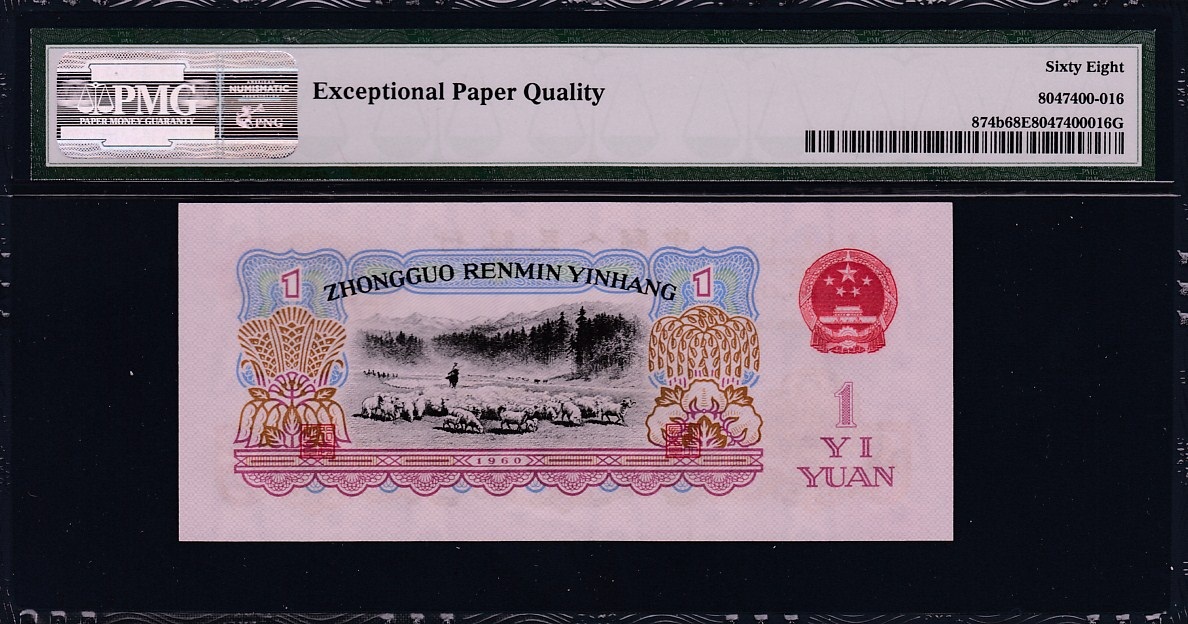 PMG
PAPER MONEY GUARANTY
NUMISMATIC
PNG
Exceptional Paper Quality
Sixty Eight
8047400-016
874b68E8047400016G
ZHONGGUO RENMIN YINHANG
1
1
1960
1
YI
YUAN